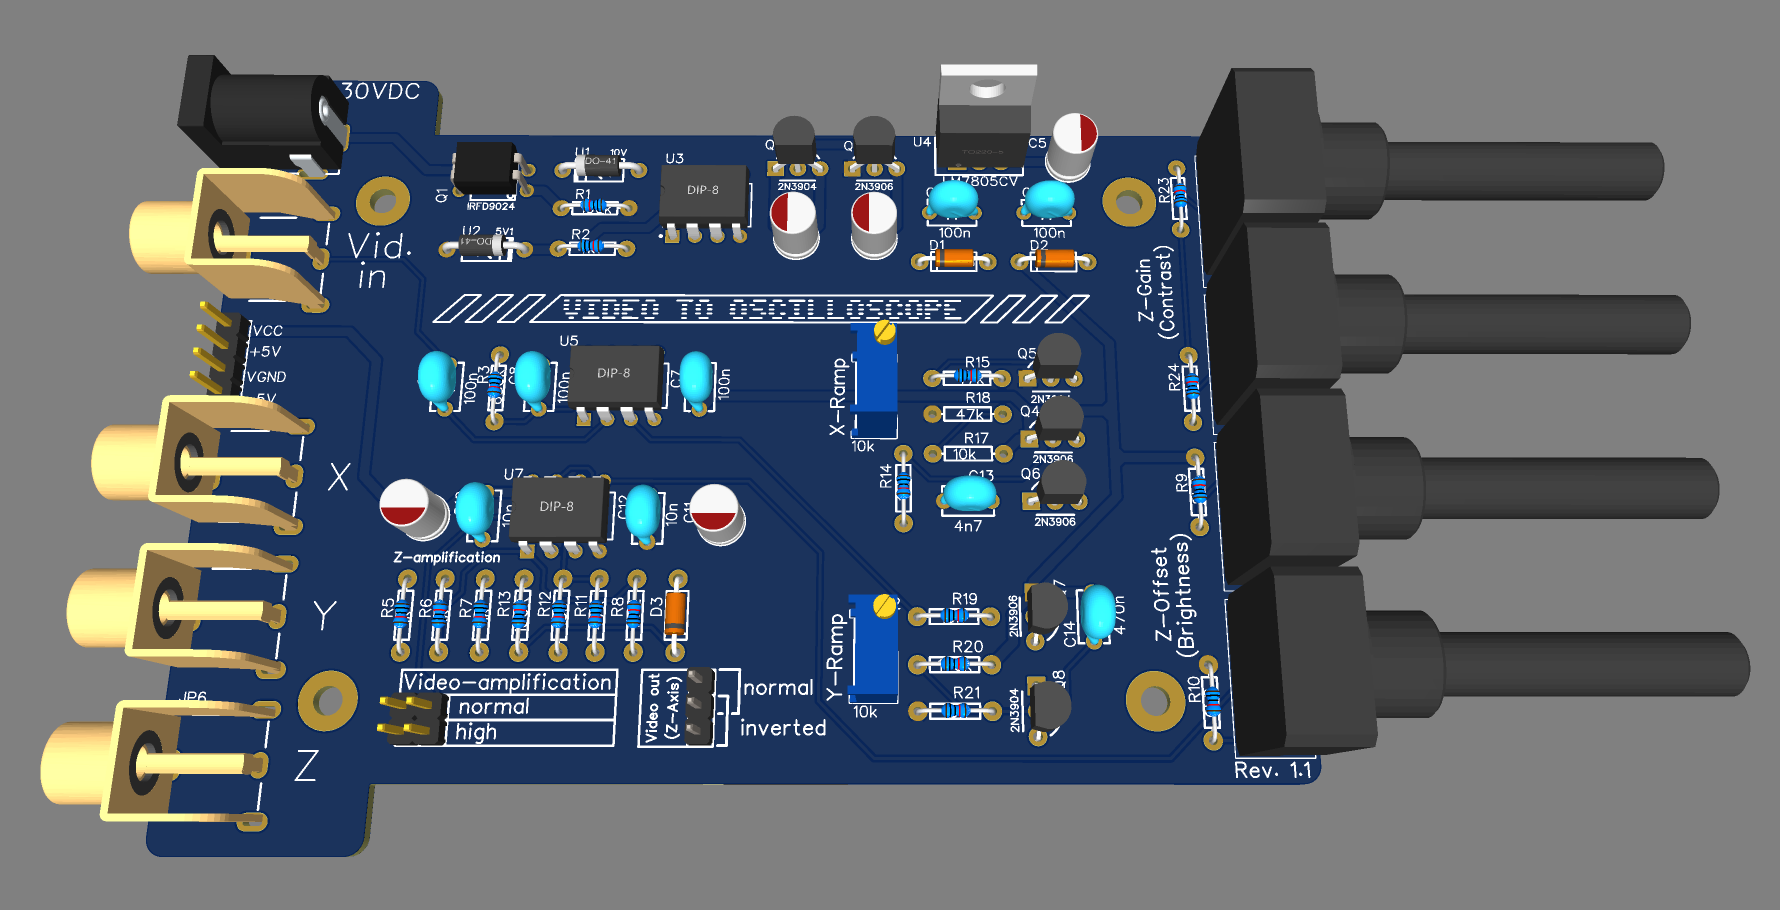 30VDC
Vid.
in
VCC
+5V
VGND
5V
X
Y
JP6
Z
Q1
IRFD9024
U1
10V
DO-41
R1
U2
5V1
DO-41
R2
U3
DIP-8
Q
2N3904
Q
2N3906
U4
TO220-5
7805CV
C5
100n
100n
D1
D2
R23
Z-Gain
(Contrast)
R24
VIDEO TO OSCILLOSCOPE
100n
R3
100n
U5
DIP-8
C7
100n
X-Ramp
10k
R14
R15
R18
47k
R17
10k
C13
4n7
Q5
Q4
2N3906
Q6
2N3906
R9
Z-Offset
(Brightness)
R10
10n
U7
DIP-8
C12
10n
C11
Z-amplification
R5
R6
R7
R13
R12
R11
R8
D3
Video-amplification
normal
high
Video out
(Z-Axis)
normal
inverted
Y-Ramp
10k
R19
R20
R21
2N3906
7
C14
470n
2N3904
Q8
Rev. 1.1